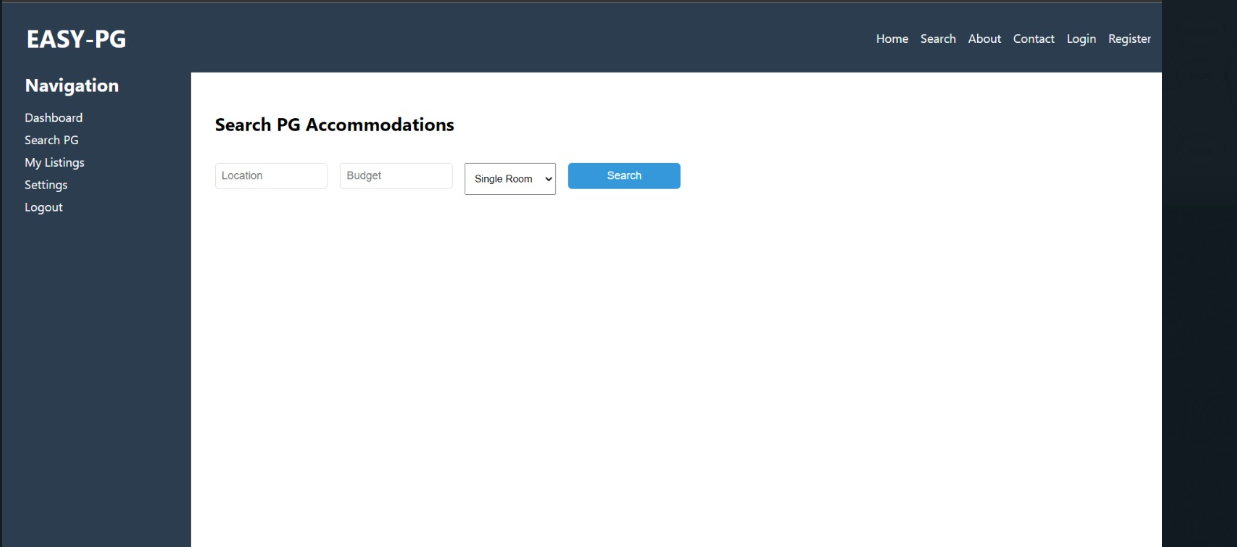 EASY-PG
Home Search About Contact Login Register
Navigation
Dashboard
Search PG
My Listings
Settings
Logout
Search PG Accommodations
Location Budget Single Room Search